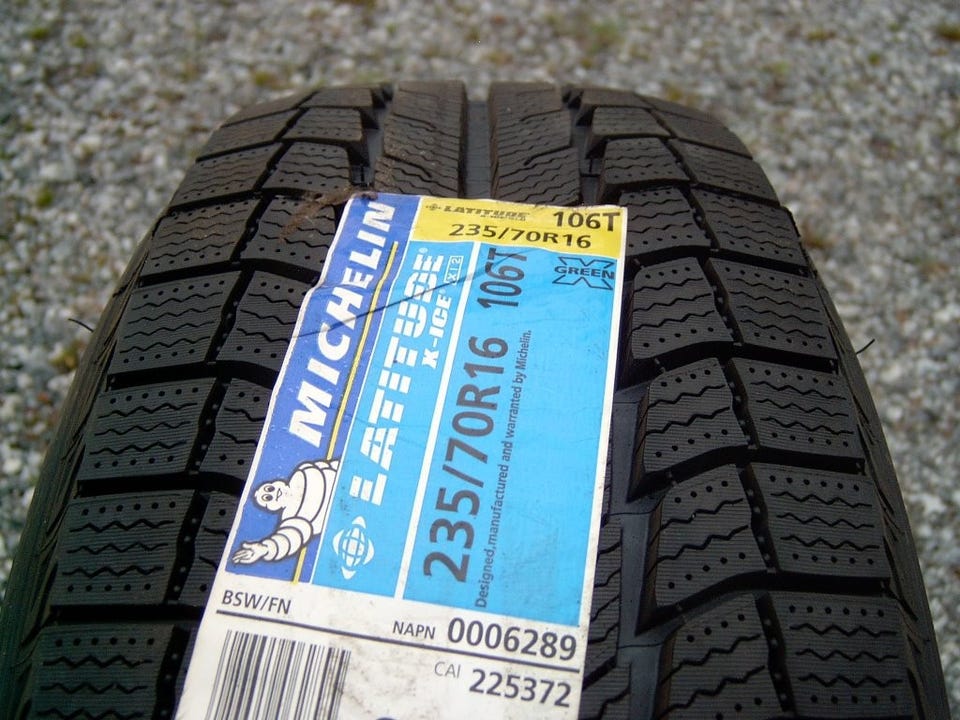 LATITUDE 106T
235/70R16
MICHELIN
LATITUDE®
X-ICE XI2
235/70R16 106T
Designed,manufactured and warranted by Michelin.
GREEN X
BSW/FN
NAPN 0006289
CAI 225372